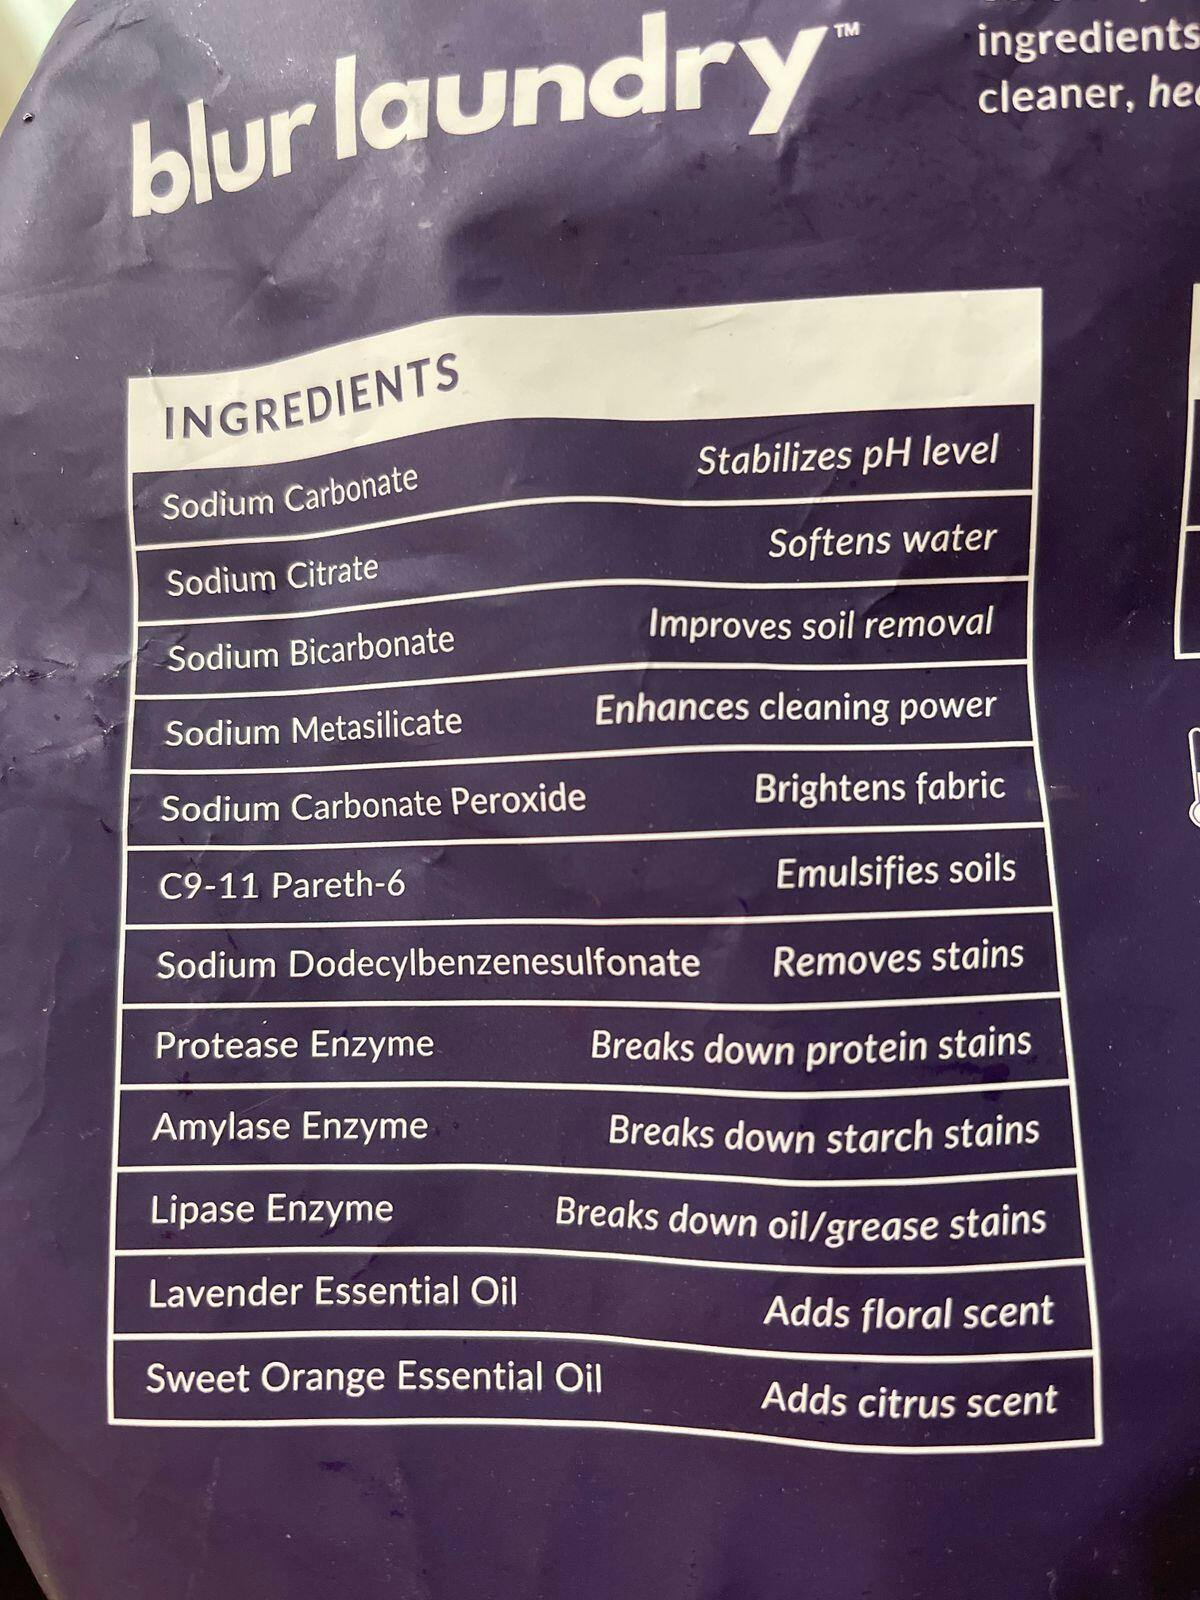 blur laundry™
ingredients
cleaner,
INGREDIENTS
Sodium Carbonate Stabilizes pH level
Sodium Citrate Softens water
Sodium Bicarbonate Improves soil removal
Sodium Metasilicate Enhances cleaning power
Sodium Carbonate Peroxide Brightens fabric
C9-11 Pareth-6 Emulsifies soils
Sodium Dodecylbenzenesulfonate Removes stains
Protease Enzyme Breaks down protein stains
Amylase Enzyme Breaks down starch stains
Lipase Enzyme Breaks down oil/grease stains
Lavender Essential Oil Adds floral scent
Sweet Orange Essential Oil Adds citrus scent